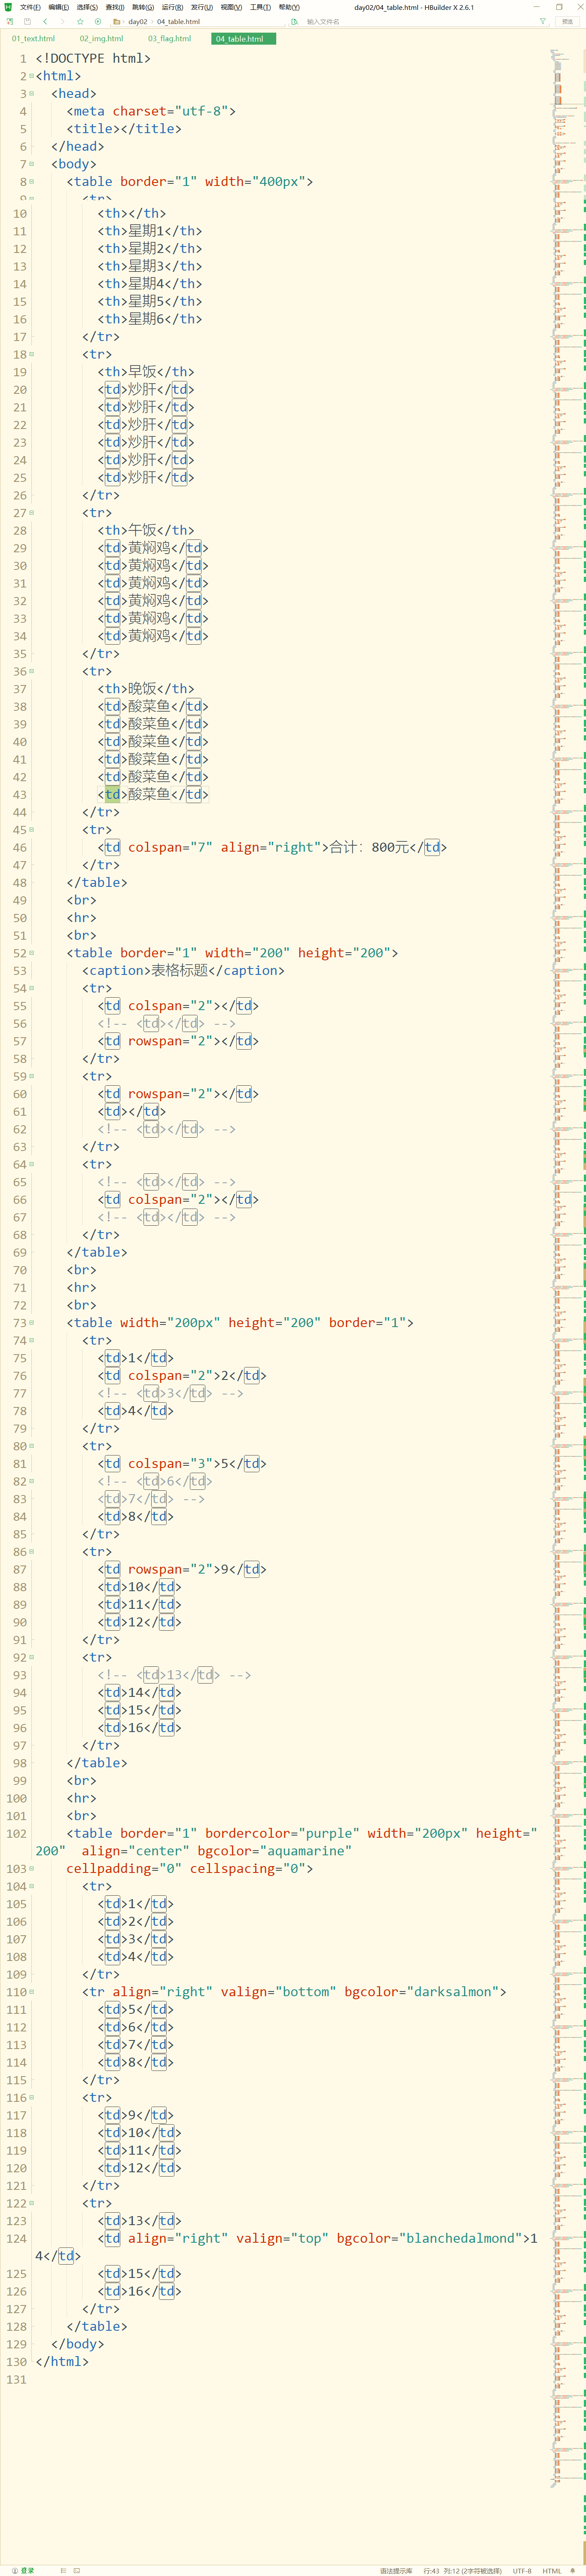 文件(F) 编辑(E) 选择(S) 查找(I) 跳转(G) 发行(U) 运行(R) 视图(V) 工具(T) 帮助(Y) day02/04_table.html - HBuilder X 2.6.1
day02 04_table.html 输入文件名 预览
01_text.html 02_img.html 03_flag.html 04_table.html
1 <!DOCTYPE html>
2 <html>
3 <head>
4 <meta charset="utf-8">
5 <title></title>
6 </head>
7 <body>
8 <table border="1" width="400px">
9 <tr>
10 <th></th>
11 <th>星期1</th>
12 <th>星期2</th>
13 <th>星期3</th>
14 <th>星期4</th>
15 <th>星期5</th>
16 <th>星期6</th>
17 </tr>
18 <tr>
19 <th>早饭</th>
20 <td>炒肝</td>
21 <td>炒肝</td>
22 <td>炒肝</td>
23 <td>炒肝</td>
24 <td>炒肝</td>
25 <td>炒肝</td>
26 </tr>
27 <tr>
28 <th>午饭</th>
29 <td>黄焖鸡</td>
30 <td>黄焖鸡</td>
31 <td>黄焖鸡</td>
32 <td>黄焖鸡</td>
33 <td>黄焖鸡</td>
34 <td>黄焖鸡</td>
35 </tr>
36 <tr>
37 <th>晚饭</th>
38 <td>酸菜鱼</td>
39 <td>酸菜鱼</td>
40 <td>酸菜鱼</td>
41 <td>酸菜鱼</td>
42 <td>酸菜鱼</td>
43 <td>酸菜鱼</td>
44 </tr>
45 <tr>
46 <td colspan="7" align="right">合计：800元</td>
47 </tr>
48 </table>
49 <br>
50 <hr>
51 <br>
52 <table border="1" width="200" height="200">
53 <caption>表格标题</caption>
54 <tr>
55 <td colspan="2"></td>
56 <!-- <td></td> -->
57 <td rowspan="2"></td>
58 </tr>
59 <tr>
60 <td rowspan="2"></td>
61 <td></td>
62 <!-- <td></td> -->
63 </tr>
64 <tr>
65 <!-- <td></td> -->
66 <td colspan="2"></td>
67 <!-- <td></td> -->
68 </tr>
69 </table>
70 <br>
71 <hr>
72 <br>
73 <table width="200px" height="200" border="1">
74 <tr>
75 <td>1</td>
76 <td colspan="2">2</td>
77 <!-- <td>3</td> -->
78 <td>4</td>
79 </tr>
80 <tr>
81 <td colspan="3">5</td>
82 <!-- <td>6</td>
83 <td>7</td> -->
84 <td>8</td>
85 </tr>
86 <tr>
87 <td rowspan="2">9</td>
88 <td>10</td>
89 <td>11</td>
90 <td>12</td>
91 </tr>
92 <tr>
93 <!-- <td>13</td> -->
94 <td>14</td>
95 <td>15</td>
96 <td>16</td>
97 </tr>
98 </table>
99 <br>
100 <hr>
101 <br>
102 <table border="1" bordercolor="purple" width="200px" height="
200" align="center" bgcolor="aquamarine"
103 cellpadding="0" cellspacing="0">
104 <tr>
105 <td>1</td>
106 <td>2</td>
107 <td>3</td>
108 <td>4</td>
109 </tr>
110 <tr align="right" valign="bottom" bgcolor="darksalmon">
111 <td>5</td>
112 <td>6</td>
113 <td>7</td>
114 <td>8</td>
115 </tr>
116 <tr>
117 <td>9</td>
118 <td>10</td>
119 <td>11</td>
120 <td>12</td>
121 </tr>
122 <tr>
123 <td>13</td>
124 <td align="right" valign="top" bgcolor="blanchedalmond">1
4</td>
125 <td>15</td>
126 <td>16</td>
127 </tr>
128 </table>
129 </body>
130 </html>
131
登录 语法提示库 行:43 列:12 (2字符被选择) UTF-8 HTML